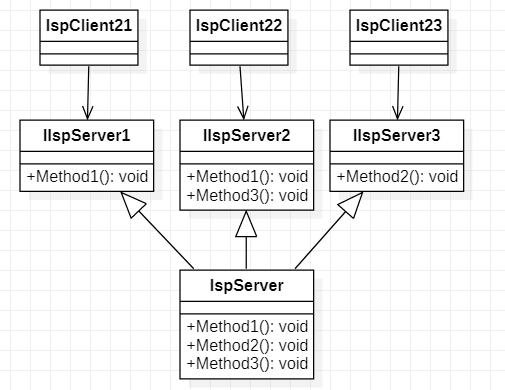 IspClient21
IspClient22
IspClient23
IIspServer1
+Method1(): void
IIspServer2
+Method1(): void
+Method3(): void
IIspServer3
+Method2(): void
IspServer
+Method1(): void
+Method2(): void
+Method3(): void